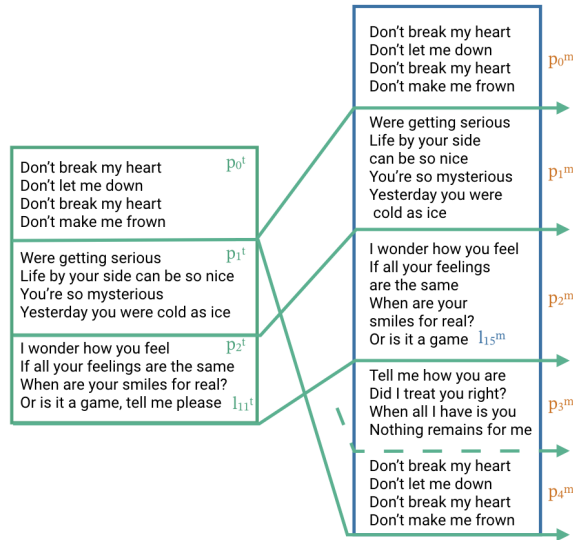 Don't break my heart
Don't let me down
Don't break my heart
Don't make me frown
p₀ᵗ
Were getting serious
Life by your side can be so nice
You're so mysterious
Yesterday you were cold as ice
p₁ᵗ
I wonder how you feel
If all your feelings are the same
When are your smiles for real?
Or is it a game, tell me please
p₂ᵗ
l₁₁ᵗ
Don't break my heart
Don't let me down
Don't break my heart
Don't make me frown
p₀ᵐ
Were getting serious
Life by your side
can be so nice
You're so mysterious
Yesterday you were
cold as ice
p₁ᵐ
I wonder how you feel
If all your feelings
are the same
When are your
smiles for real?
Or is it a game l₁₅ᵐ
p₂ᵐ
Tell me how you are
Did I treat you right?
When all I have is you
Nothing remains for me
p₃ᵐ
Don't break my heart
Don't let me down
Don't break my heart
Don't make me frown
p₄ᵐ